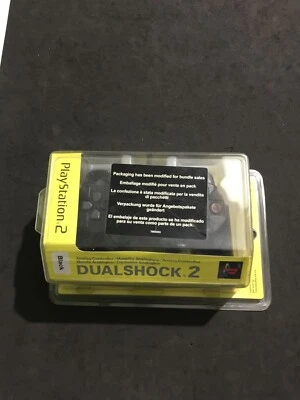 PlayStation 2
Packaging has been modified for bundle sales
Emballage modifié pour vente en pack
La confezione è stata modificata per la vendita
di pacchetti
Verpackung wurde für Angebotspakete
geändert
El embalaje de este producto se ha modificado
para su venta como parte de un pack.
Black
DUALSHOCK 2